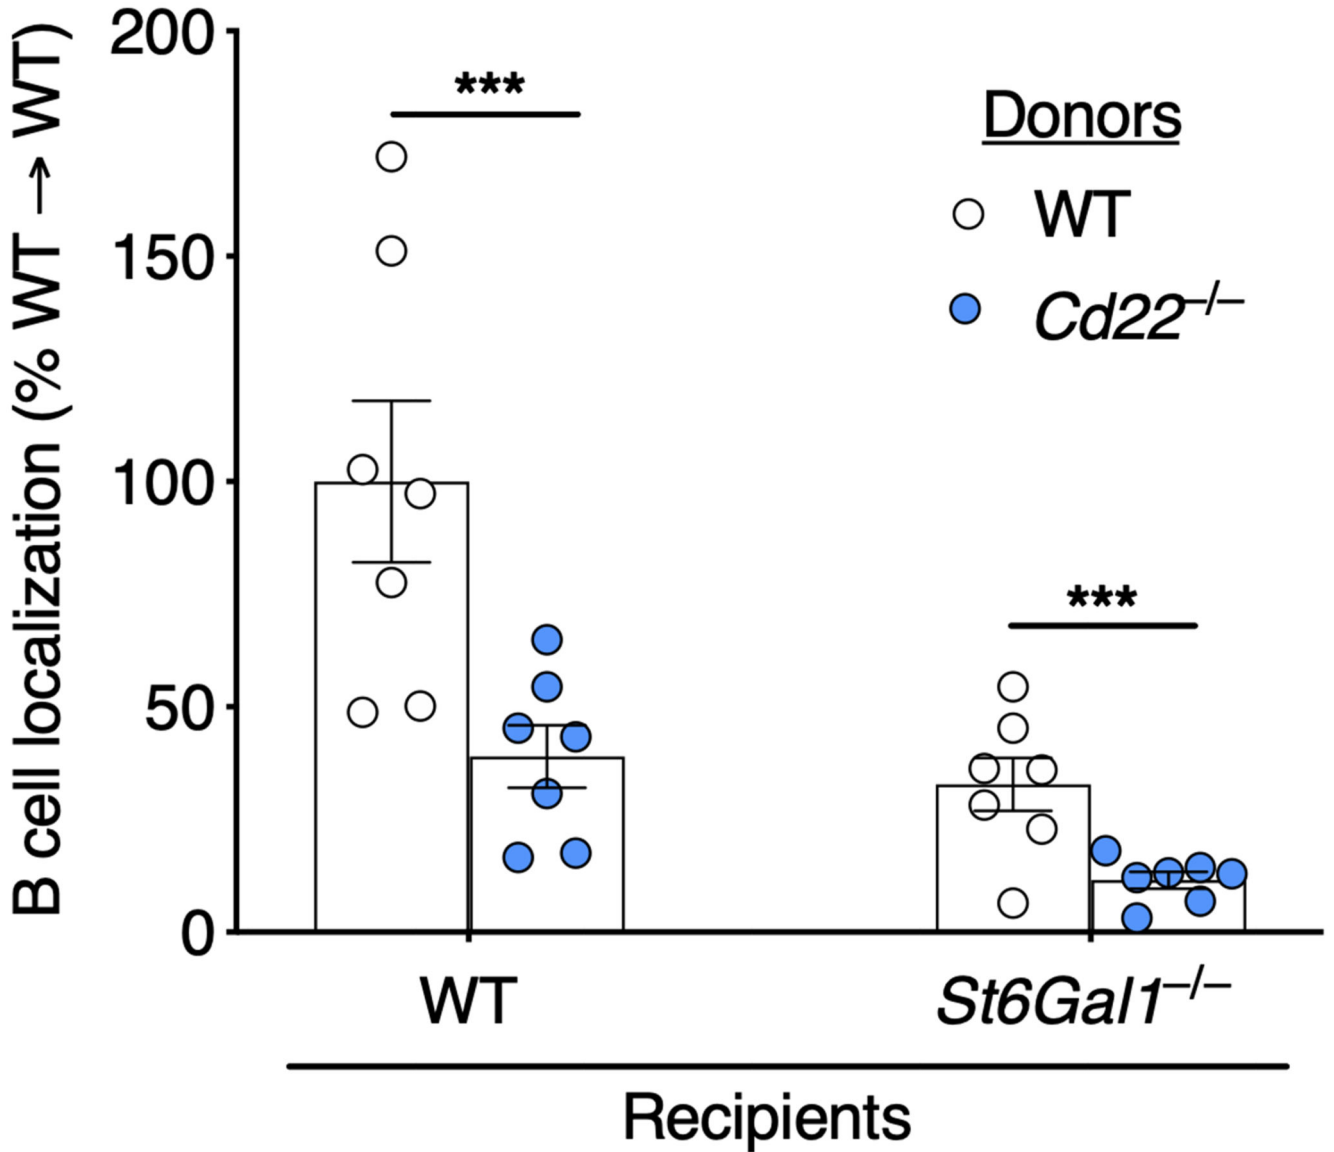 B cell localization (% WT → WT)
200
150
100
50
0
***
***
Donors
WT
Cd22–/–
WT
St6Gal1–/–
Recipients